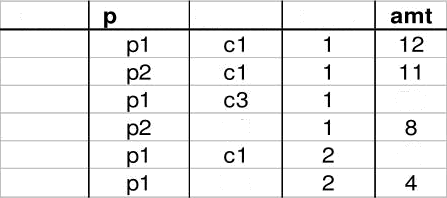 p amt
p1 c1 1 12
p2 c1 1 11
p1 c3 1
p2 1 8
p1 c1 2
p1 2 4